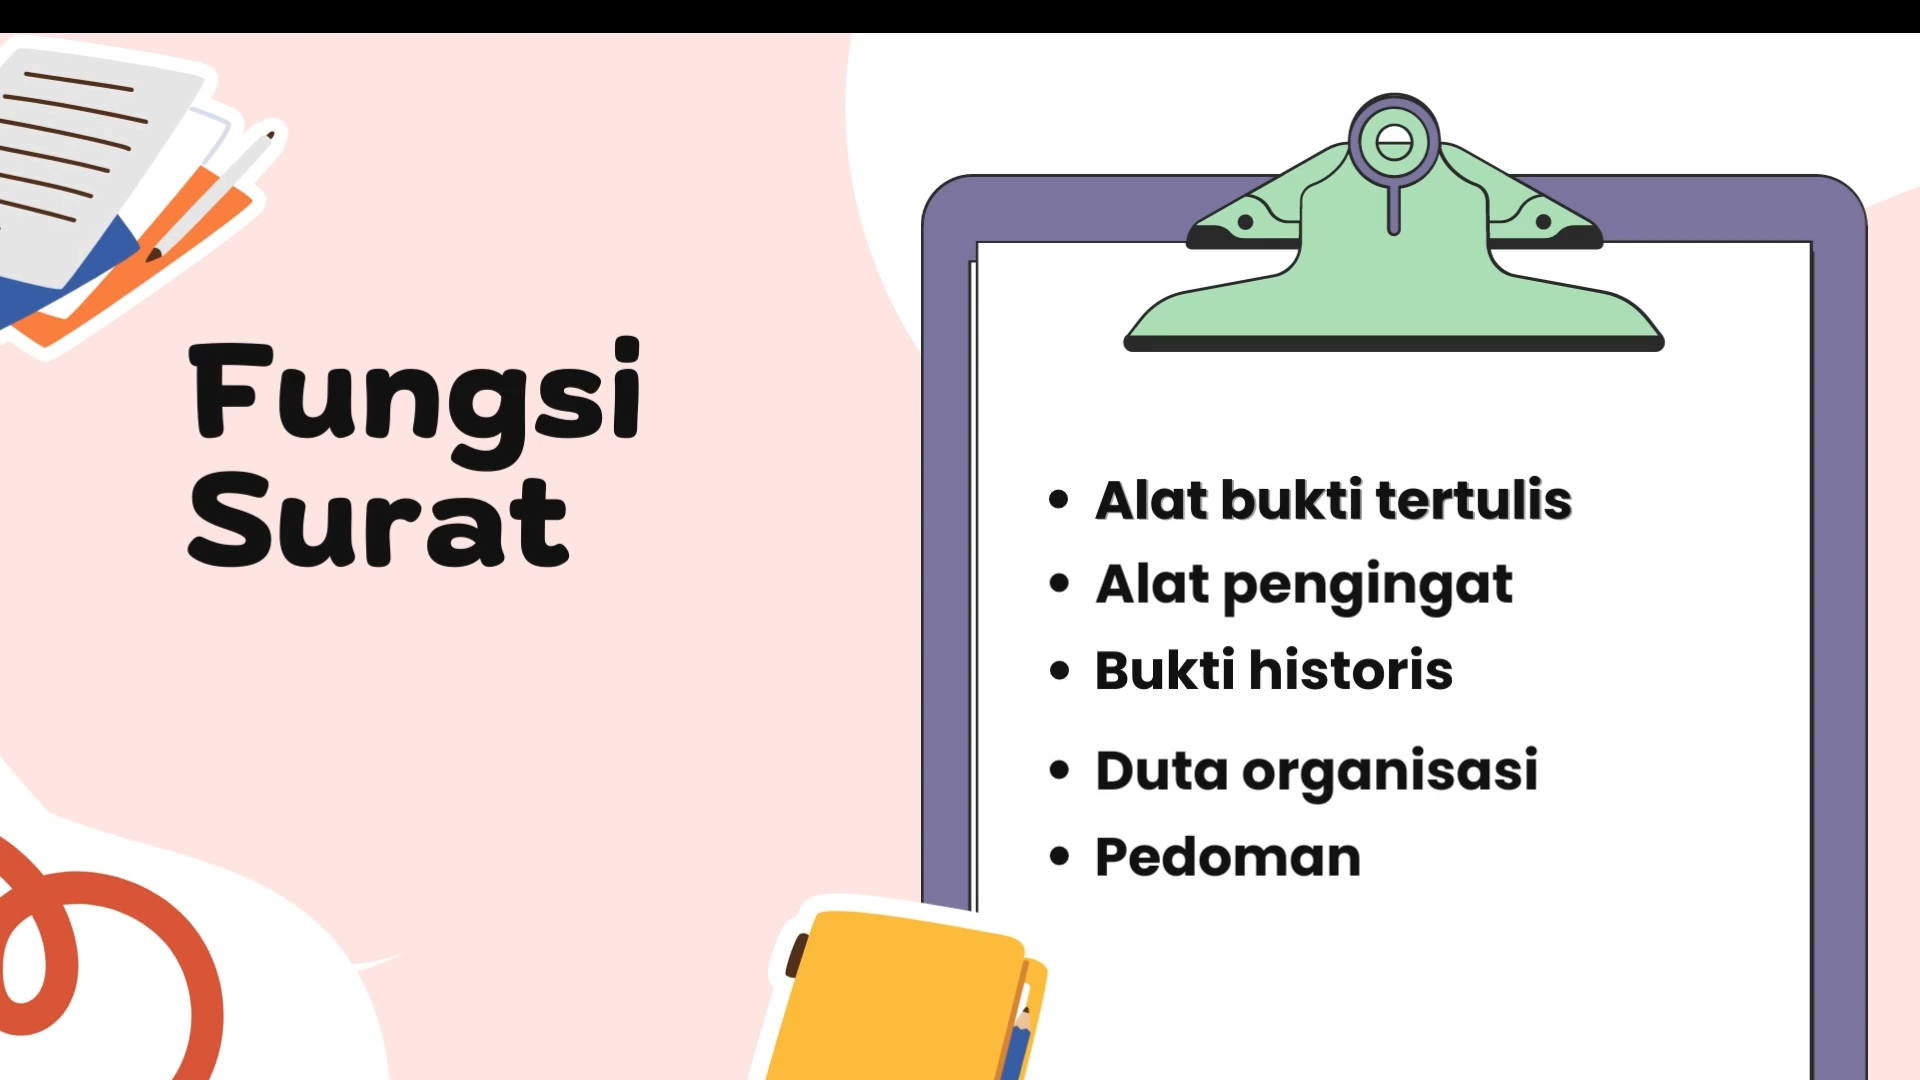 Fungsi
Surat
• Alat bukti tertulis
• Alat pengingat
• Bukti historis
• Duta organisasi
• Pedoman